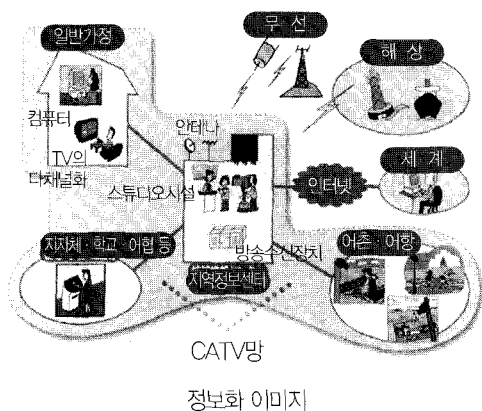 일반가정
무 선
해 상
컴퓨터
안테나
TV의
다채널화
스튜디오시설
인터넷
세 계
지자체·학교·어협 등
방송수신장치
어촌·어항
지역정보센터
CATV망
정보화 이미지